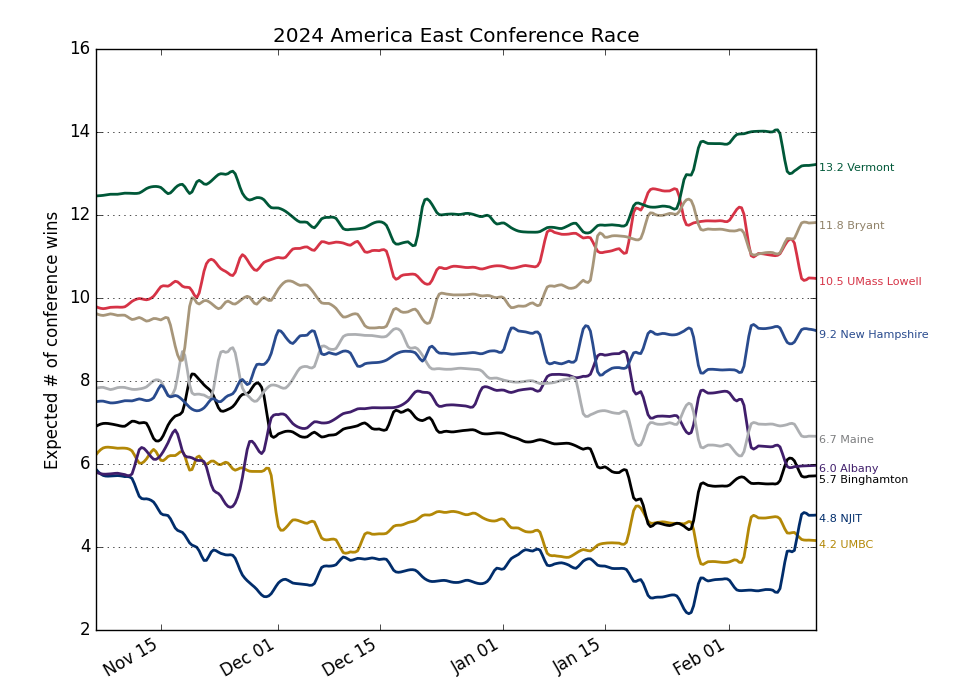 2024 America East Conference Race
Expected # of conference wins
16
14
12
10
8
6
4
2
13.2 Vermont
11.8 Bryant
10.5 UMass Lowell
9.2 New Hampshire
6.7 Maine
6.0 Albany
5.7 Binghamton
4.8 NJIT
4.2 UMBC
Nov 15
Dec 01
Dec 15
Jan 01
Jan 15
Feb 01